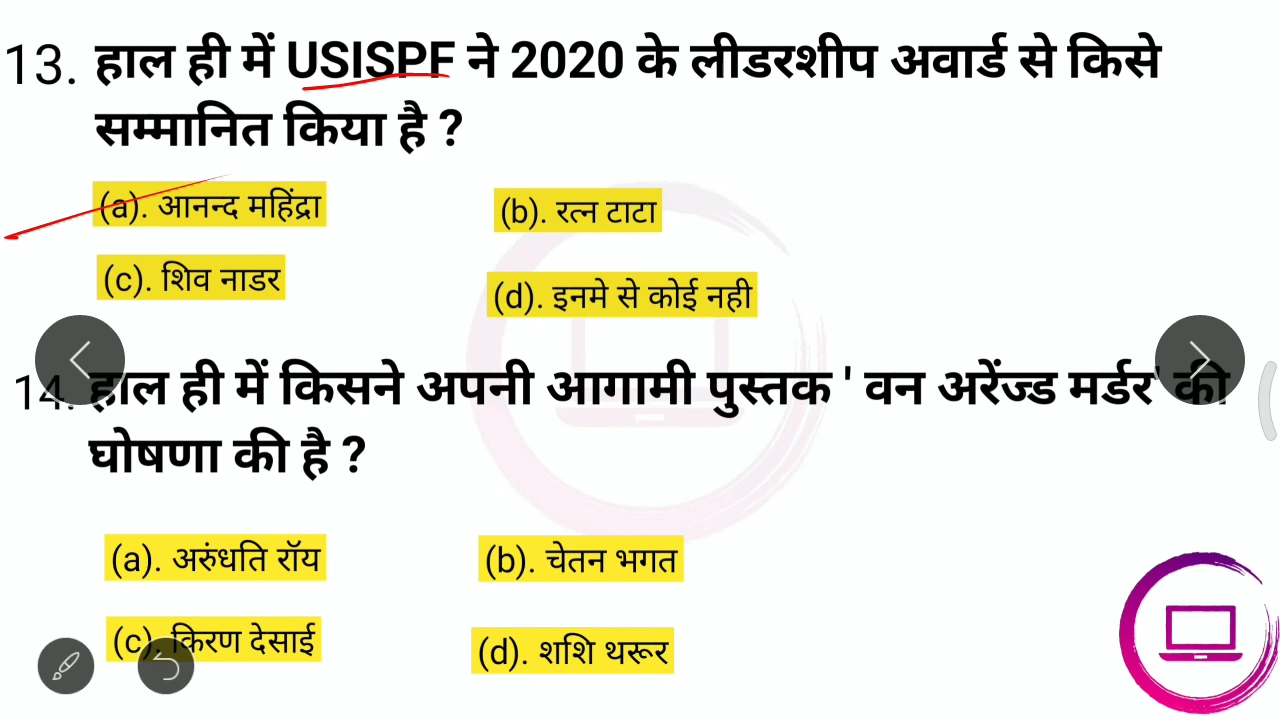 13. हाल ही में USISPF ने 2020 के लीडरशीप अवार्ड से किसे
सम्मानित किया है ?
(a). आनन्द महिंद्रा (b). रत्न टाटा
(c). शिव नाडर (d). इनमे से कोई नही
14. हाल ही में किसने अपनी आगामी पुस्तक ' वन अरेंज्ड मर्डर' की
घोषणा की है ?
(a). अरुंधति रॉय (b). चेतन भगत
(c). किरण देसाई (d). शशि थरूर